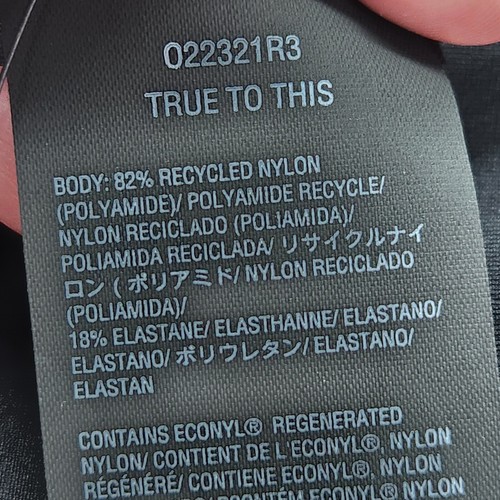 O22321R3
TRUE TO THIS
BODY: 82% RECYCLED NYLON
(POLYAMIDE)/ POLYAMIDE RECYCLE/
NYLON RECICLADO (POLIAMIDA)/
POLIAMIDA RECICLADA/ リサイクルナイ
ロン ( ポリアミド/ NYLON RECICLADO
(POLIAMIDA)/
18% ELASTANE/ ELASTHANNE/ ELASTANO/
ELASTANO/ ポリウレタン/ ELASTANO/
ELASTAN
CONTAINS ECONYL® REGENERATED
NYLON/ CONTIENT DE L'ECONYL®, NYLON
RÉGÉNÉRÉ/ CONTIENE ECONYL®, NYLON